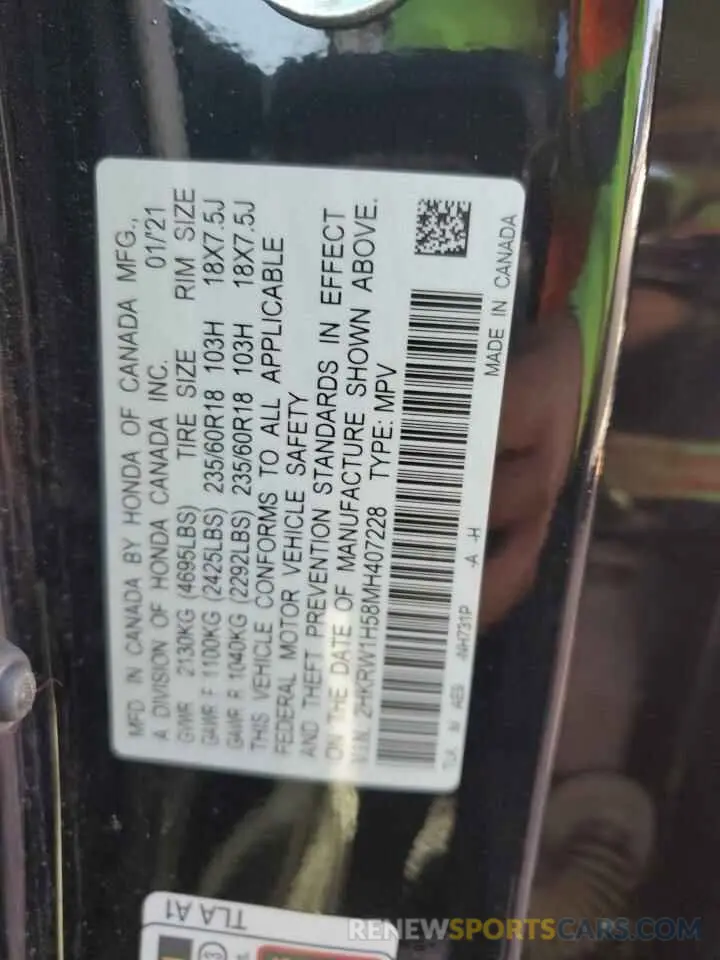 MFD IN CANADA BY HONDA OF CANADA MFG.,
A DIVISION OF HONDA CANADA INC. 01/'21
GVWR 2130KG (4695LBS) TIRE SIZE RIM SIZE
GAWR F 1100KG (2425LBS) 235/60R18 103H 18X7.5J
GAWR R 1040KG (2292LBS) 235/60R18 103H 18X7.5J
THIS VEHICLE CONFORMS TO ALL APPLICABLE
FEDERAL MOTOR VEHICLE SAFETY
AND THEFT PREVENTION STANDARDS IN EFFECT
ON THE DATE OF MANUFACTURE SHOWN ABOVE.
V.I.N. 2HKRW1H58MH407228 TYPE: MPV
TLA AE9 -NH731P -A -H
MADE IN CANADA
TLA A1
RENEWSPORTSCARS.COM